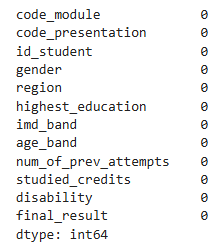 code_module 0
code_presentation 0
id_student 0
gender 0
region 0
highest_education 0
imd_band 0
age_band 0
num_of_prev_attempts 0
studied_credits 0
disability 0
final_result 0
dtype: int64